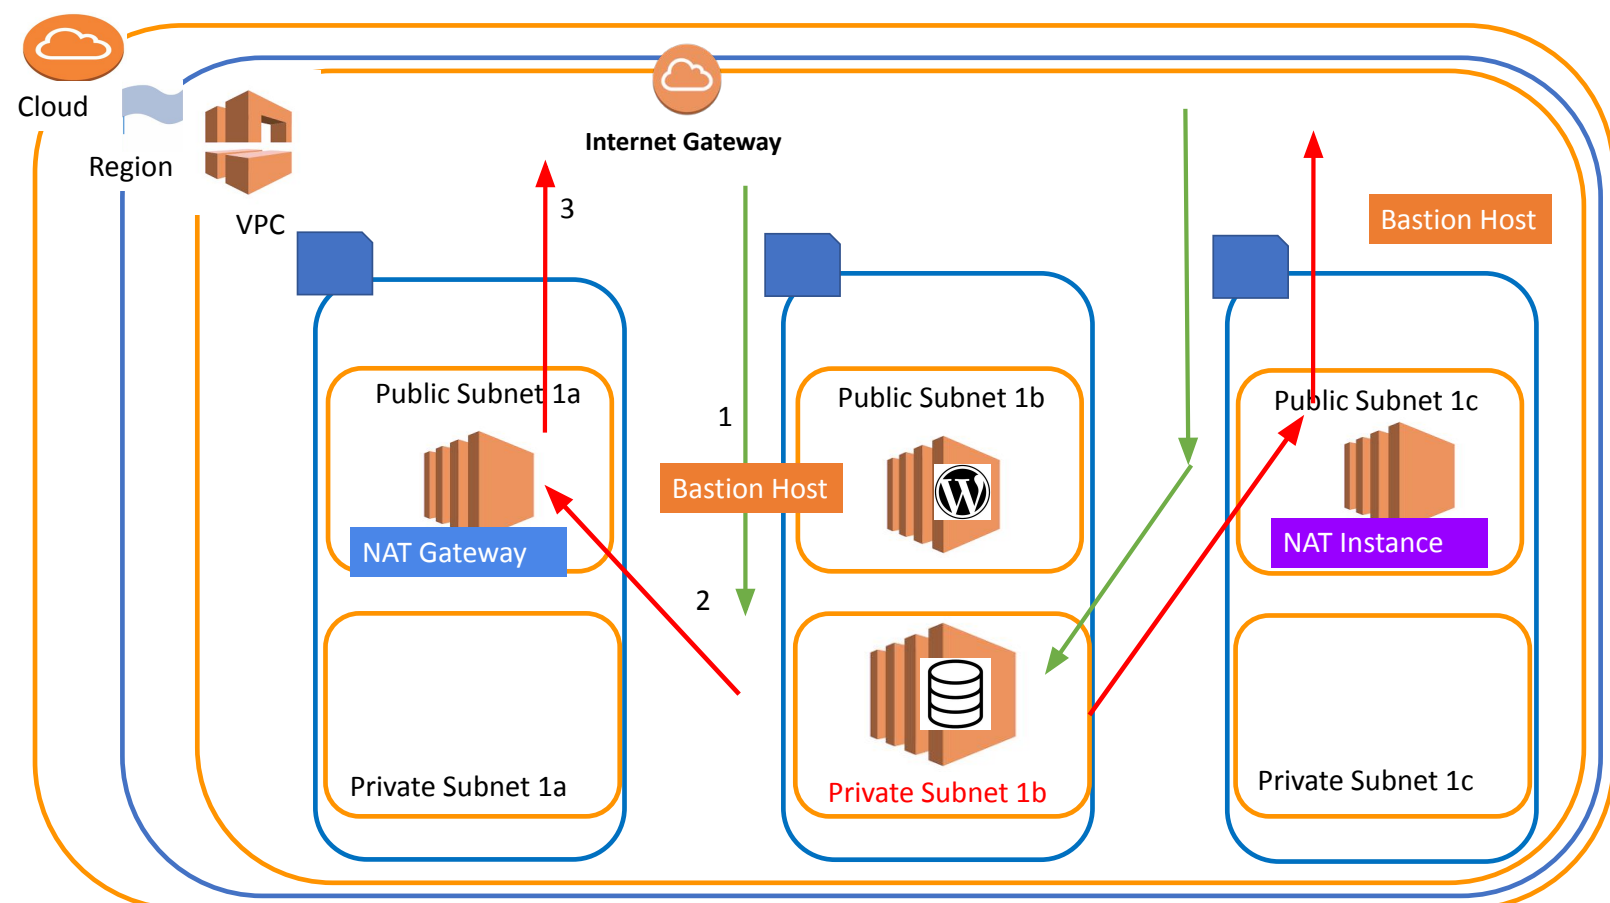 Cloud
Region
VPC
Internet Gateway
3
Bastion Host
Public Subnet 1a
1
Public Subnet 1b
Public Subnet 1c
Bastion Host
NAT Gateway
NAT Instance
2
Private Subnet 1a
Private Subnet 1b
Private Subnet 1c